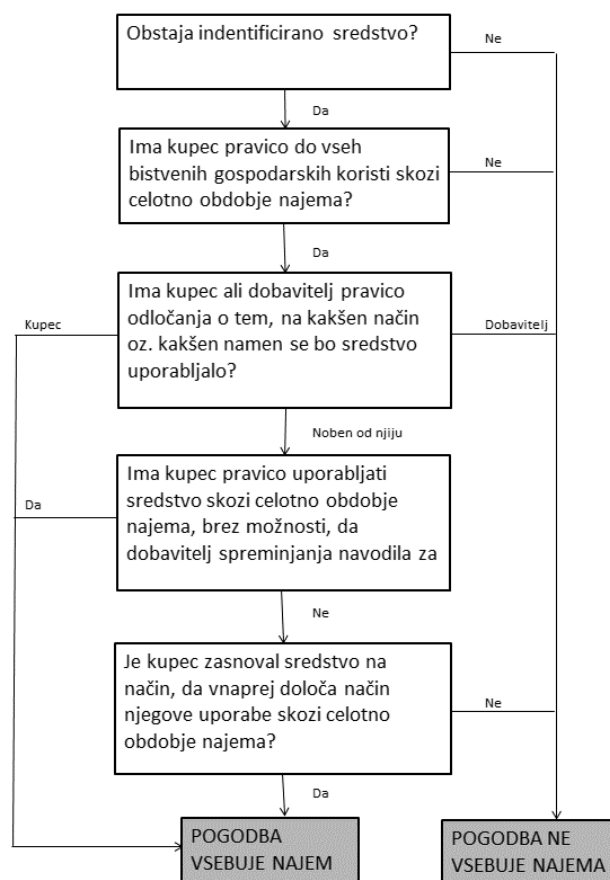 Obstaja indentificirano sredstvo?
Ne
Da
Ima kupec pravico do vseh
bistvenih gospodarskih koristi skozi
celotno obdobje najema?
Ne
Da
Ima kupec ali dobavitelj pravico
odločanja o tem, na kakšen način
oz. kakšen namen se bo sredstvo
uporabljalo?
Kupec
Dobavitelj
Noben od njiju
Ima kupec pravico uporabljati
sredstvo skozi celotno obdobje
najema, brez možnosti, da
dobavitelj spreminjanja navodila za
Da
Ne
Je kupec zasnoval sredstvo na
način, da vnaprej določa način
njegove uporabe skozi celotno
obdobje najema?
Ne
Da
POGODBA
VSEBUJE NAJEM
POGODBA NE
VSEBUJE NAJEMA